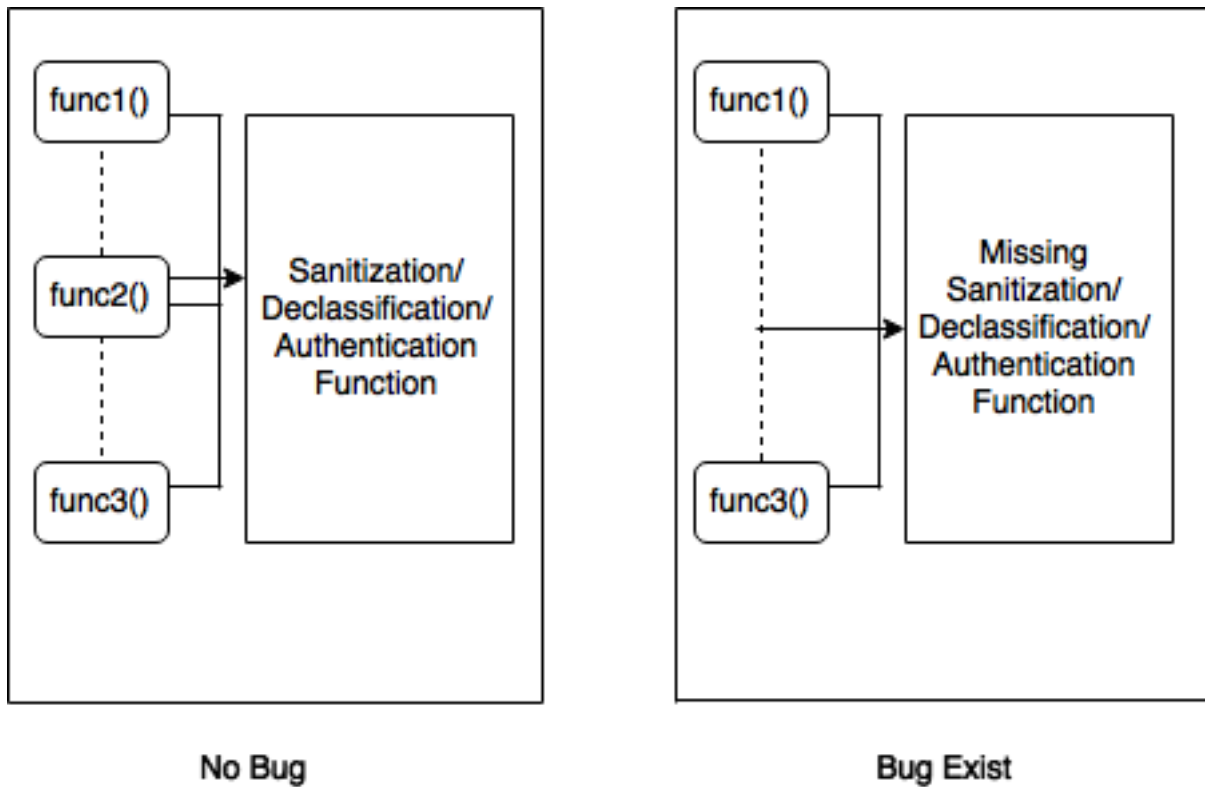 func1()
func2()
func3()
Sanitization/
Declassification/
Authentication
Function
No Bug
func1()
func3()
Missing
Sanitization/
Declassification/
Authentication
Function
Bug Exist